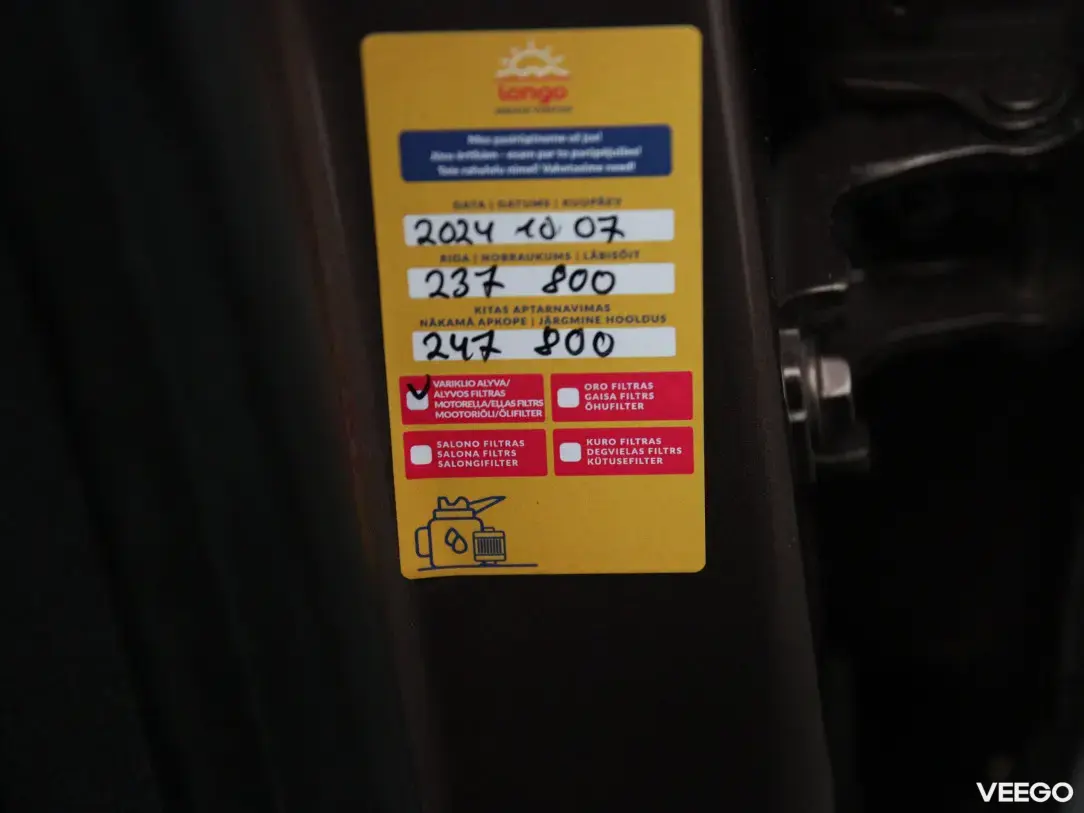 lango
DATA | DATUMS | KUUPÄEV
2024 10 07
RIDA | NOBRAUKUMS | LÄBISÕIT
237 800
KITAS APTARNAVIMAS
NĀKAMĀ APKOPE | JÄRGMINE HOOLDUS
247 800
VARIKLIO ALYVA/
ALYVOS FILTRAS
MOTOREĻĻA/EĻĻAS FILTRS
MOOTORIÕLI/ÕLIFILTER
ORO FILTRAS
GAISA FILTRS
ÕHUFILTER
SALONO FILTRAS
SALONA FILTRS
SALONGIFILTER
KURO FILTRAS
DEGVIELAS FILTRS
KÜTUSEFILTER
VEEGO